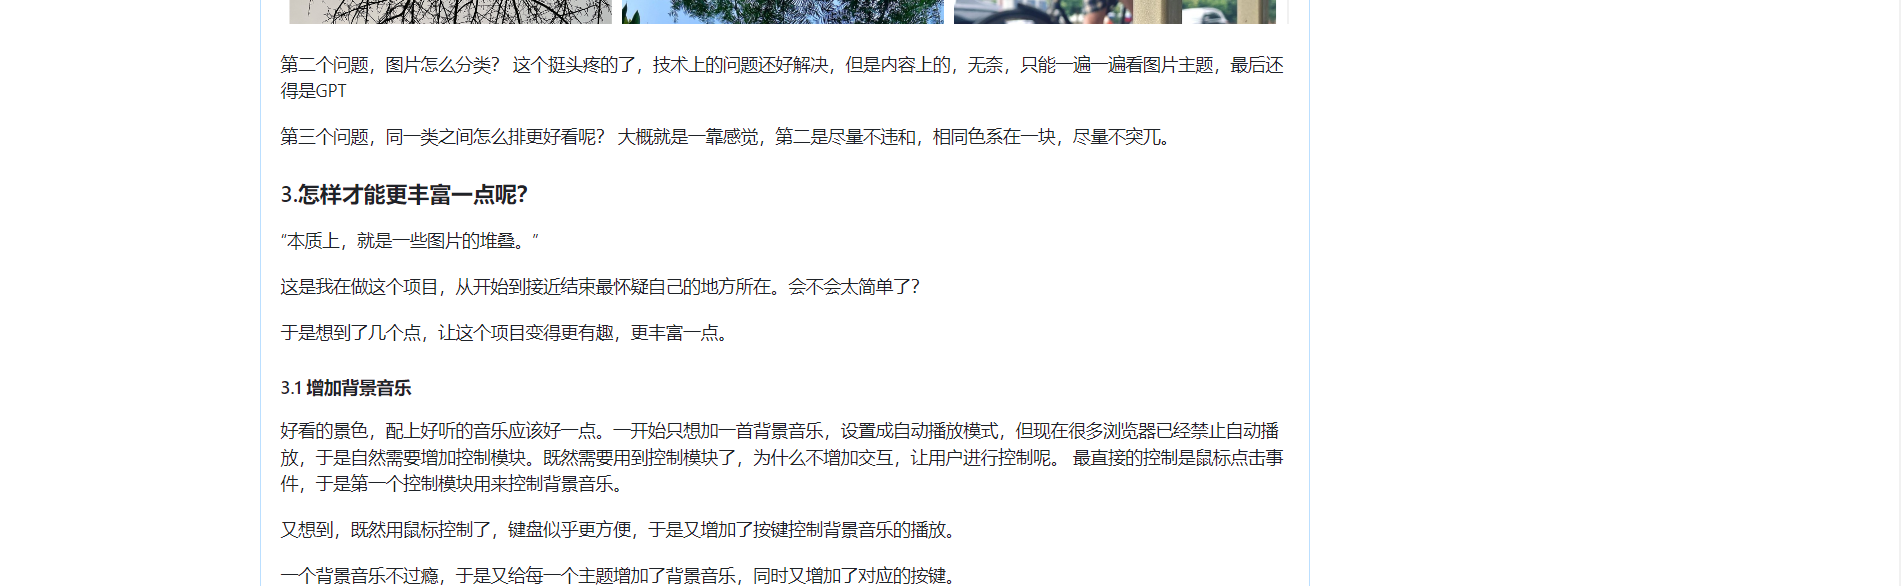 第二个问题，图片怎么分类？ 这个挺头疼的了，技术上的问题还好解决，但是内容上的，无奈，只能一遍一遍看图片主题，最后还
得是GPT
第三个问题，同一类之间怎么排更好看呢？ 大概就是一靠感觉，第二是尽量不违和，相同色系在一块，尽量不突兀。
3.怎样才能更丰富一点呢？
“本质上，就是一些图片的堆叠。”
这是我在做这个项目，从开始到接近结束最怀疑自己的地方所在。会不会太简单了？
于是想到了几个点，让这个项目变得更有趣，更丰富一点。
3.1 增加背景音乐
好看的景色，配上好听的音乐应该好一点。一开始只想加一首背景音乐，设置成自动播放模式，但现在很多浏览器已经禁止自动播
放，于是自然需要增加控制模块。既然需要用到控制模块了，为什么不增加交互，让用户进行控制呢。 最直接的控制是鼠标点击事
件，于是第一个控制模块用来控制背景音乐。
又想到，既然用鼠标控制了，键盘似乎更方便，于是又增加了按键控制背景音乐的播放。
一个背景音乐不过瘾，于是又给每一个主题增加了背景音乐，同时又增加了对应的按键。